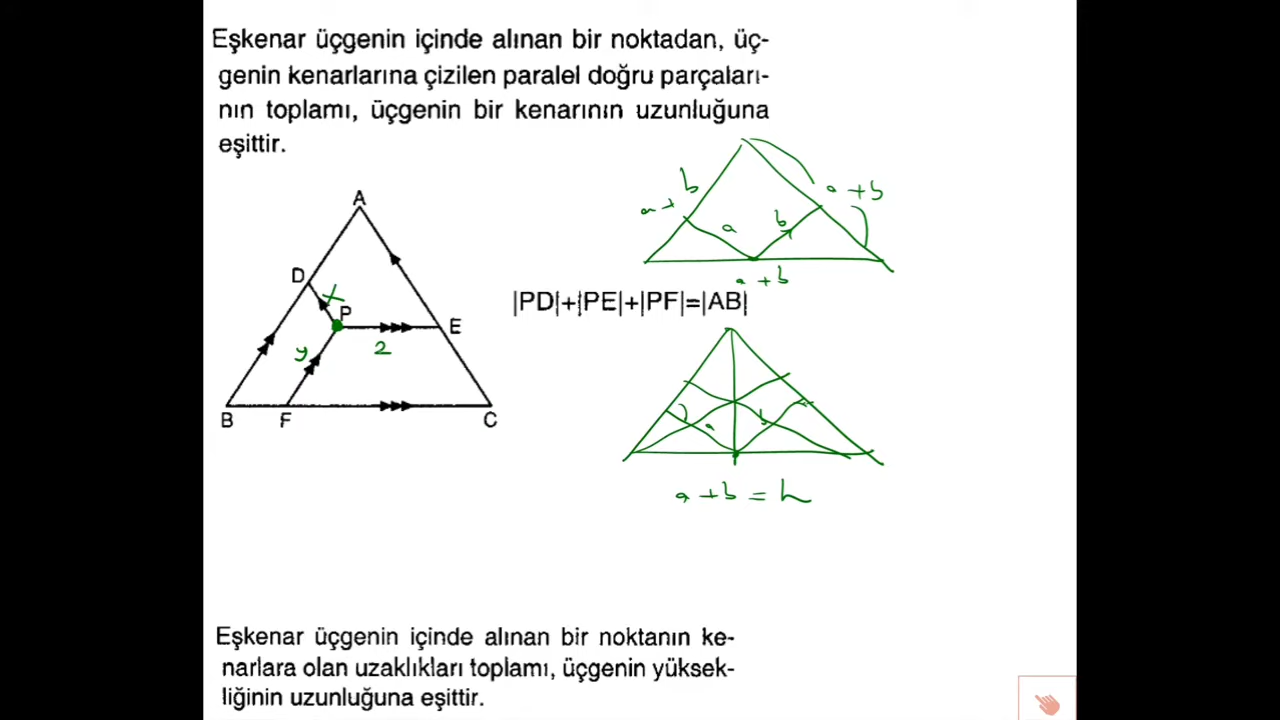 Eşkenar üçgenin içinde alınan bir noktadan, üç-
genin kenarlarına çizilen paralel doğru parçaları-
nın toplamı, üçgenin bir kenarının uzunluğuna
eşittir.
b
a+
a
b
a+b
a+b
A
D
x
P
E
y
2
B
F
C
|PD|+|PE|+|PF|=|AB|
a
b
a+b=h
Eşkenar üçgenin içinde alınan bir noktanın ke-
narlara olan uzaklıkları toplamı, üçgenin yüksek-
liğinin uzunluğuna eşittir.